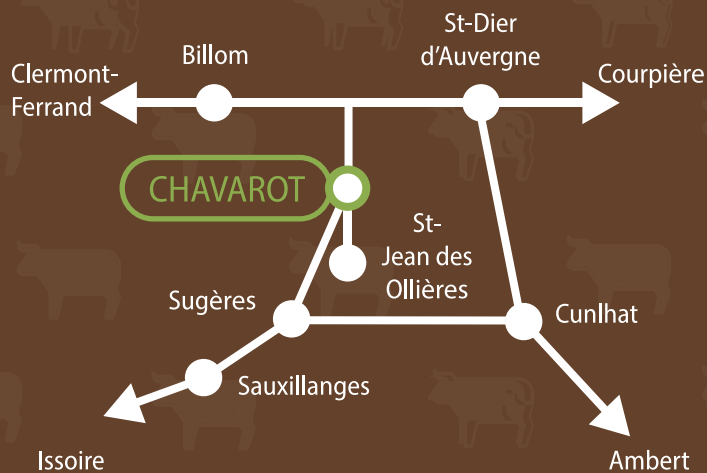 St-Dier
d'Auvergne
Billom
Clermont-
Ferrand
Courpière
CHAVAROT
St-
Jean des
Ollières
Sugères
Cunlhat
Sauxillanges
Issoire
Ambert